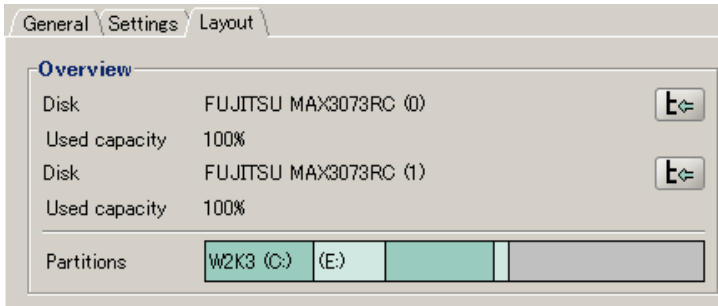 General Settings Layout
Overview
Disk FUJITSU MAX3073RC (0)
Used capacity 100%
Disk FUJITSU MAX3073RC (1)
Used capacity 100%
Partitions W2K3 (C:) (E:)